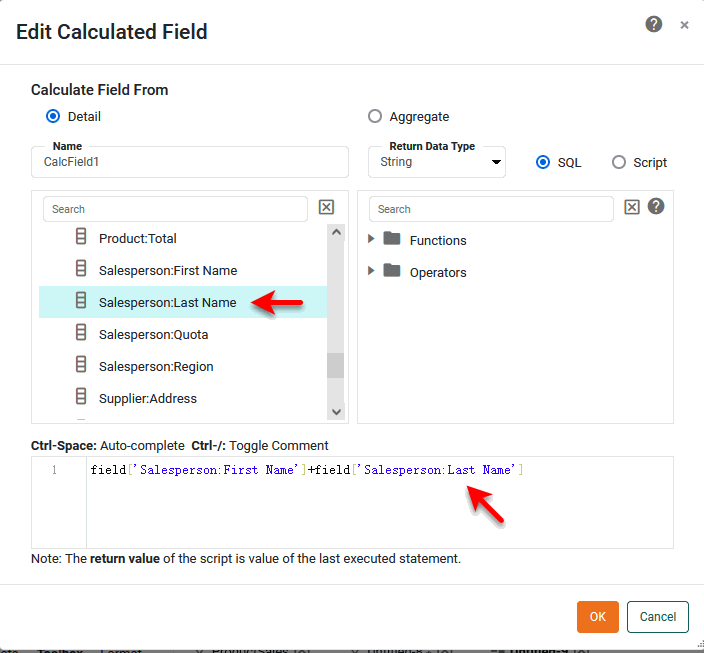 Edit Calculated Field
Calculate Field From
Detail
Aggregate
Name
CalcField1
Return Data Type
String
SQL
Script
Search
Product:Total
Salesperson:First Name
Salesperson:Last Name
Salesperson:Quota
Salesperson:Region
Supplier:Address
Search
Functions
Operators
Ctrl-Space: Auto-complete Ctrl-/: Toggle Comment
1 field['Salesperson:First Name']+field['Salesperson:Last Name']
Note: The return value of the script is value of the last executed statement.
OK
Cancel